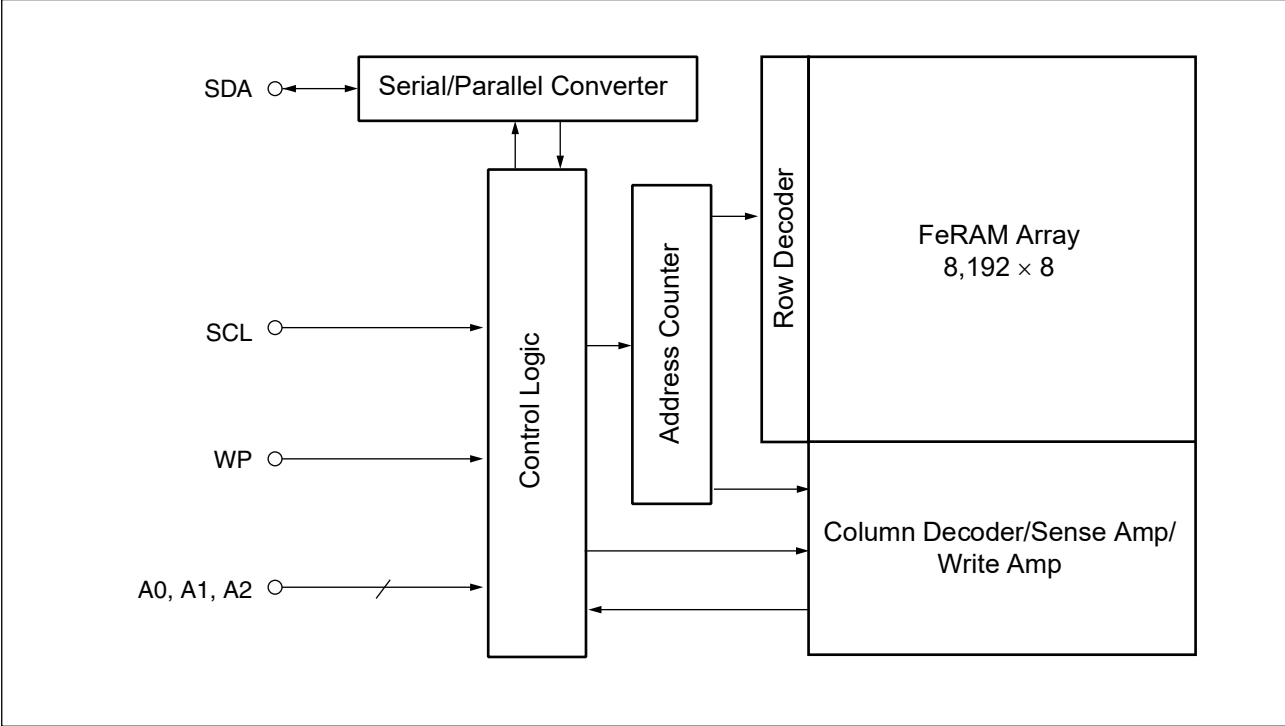 SDA
Serial/Parallel Converter
SCL
WP
A0, A1, A2
Control Logic
Address Counter
Row Decoder
FeRAM Array
8,192 × 8
Column Decoder/Sense Amp/
Write Amp